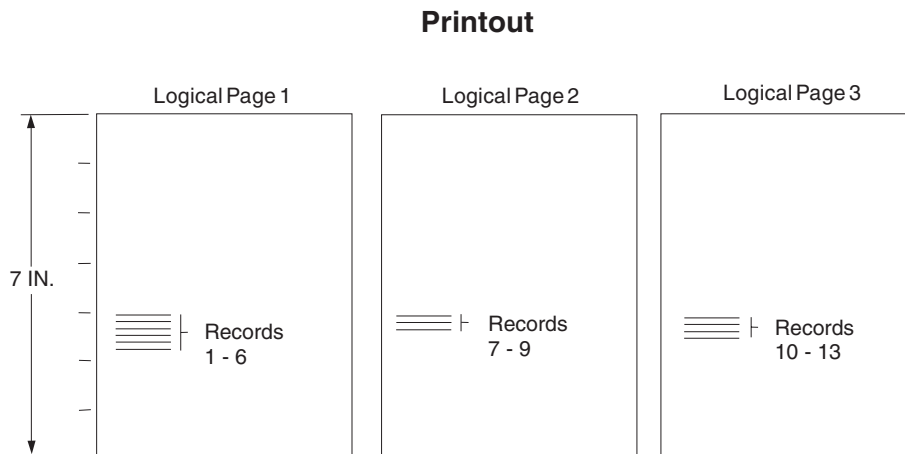 Printout
Logical Page 1
Logical Page 2
Logical Page 3
7 IN.
Records
1 - 6
Records
7 - 9
Records
10 - 13